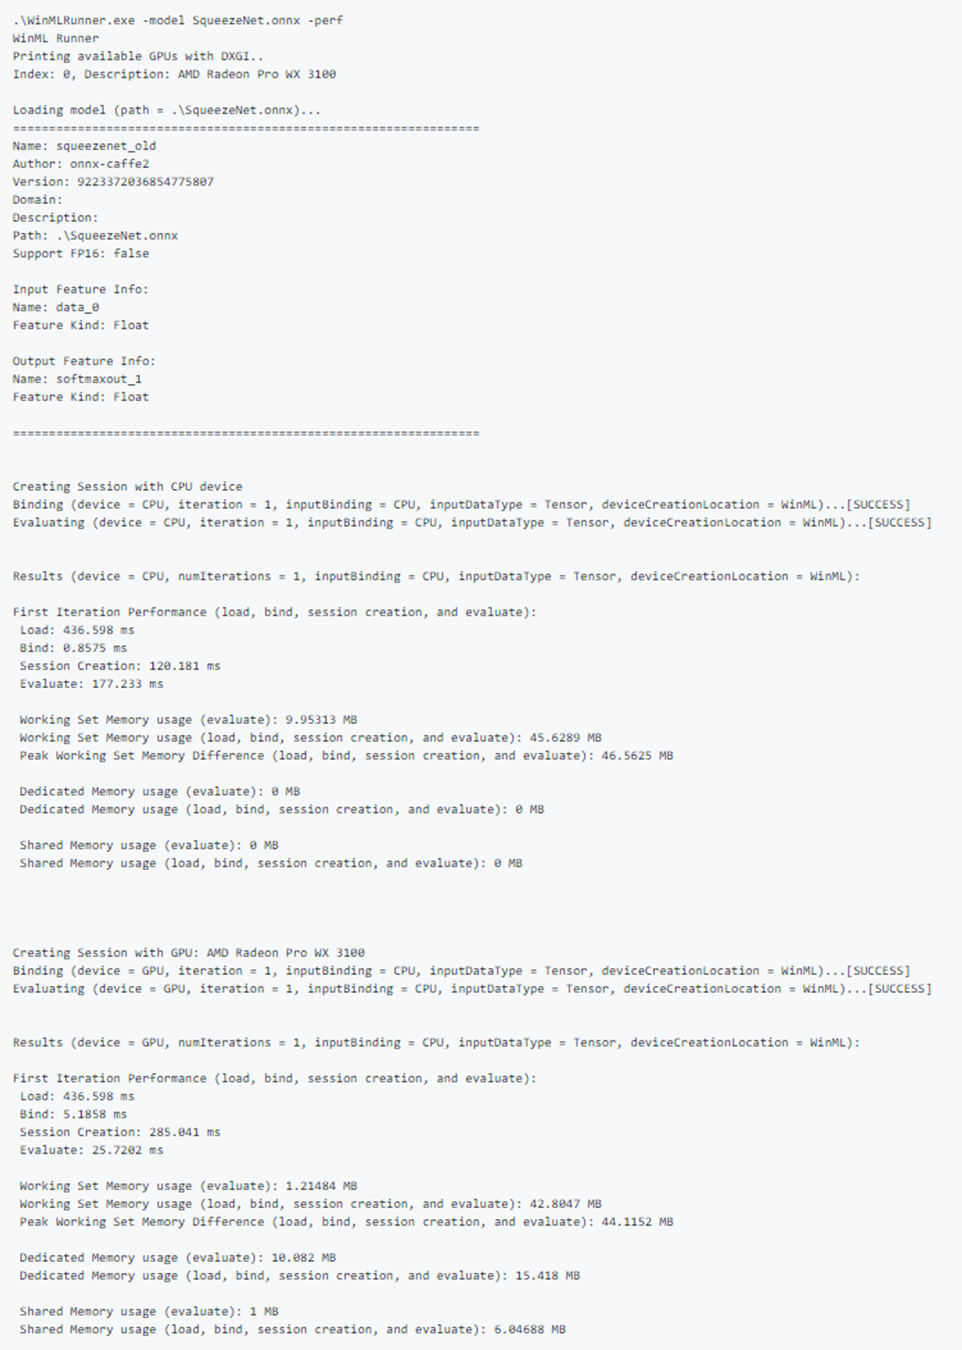 .\WinMLRunner.exe -model SqueezeNet.onnx -perf
WinML Runner
Printing available GPUs with DXGI..
Index: 0, Description: AMD Radeon Pro WX 3100
Loading model (path = .\SqueezeNet.onnx)...
=================================================================
Name: squeezenet_old
Author: onnx-caffe2
Version: 9223372036854775807
Domain:
Description:
Path: .\SqueezeNet.onnx
Support FP16: false
Input Feature Info:
Name: data_0
Feature Kind: Float
Output Feature Info:
Name: softmaxout_1
Feature Kind: Float
=================================================================
Creating Session with CPU device
Binding (device = CPU, iteration = 1, inputBinding = CPU, inputDataType = Tensor, deviceCreationLocation = WinML)...[SUCCESS]
Evaluating (device = CPU, iteration = 1, inputBinding = CPU, inputDataType = Tensor, deviceCreationLocation = WinML)...[SUCCESS]
Results (device = CPU, numIterations = 1, inputBinding = CPU, inputDataType = Tensor, deviceCreationLocation = WinML):
First Iteration Performance (load, bind, session creation, and evaluate):
Load: 436.598 ms
Bind: 0.8575 ms
Session Creation: 120.181 ms
Evaluate: 177.233 ms
Working Set Memory usage (evaluate): 9.95313 MB
Working Set Memory usage (load, bind, session creation, and evaluate): 45.6289 MB
Peak Working Set Memory Difference (load, bind, session creation, and evaluate): 46.5625 MB
Dedicated Memory usage (evaluate): 0 MB
Dedicated Memory usage (load, bind, session creation, and evaluate): 0 MB
Shared Memory usage (evaluate): 0 MB
Shared Memory usage (load, bind, session creation, and evaluate): 0 MB
Creating Session with GPU: AMD Radeon Pro WX 3100
Binding (device = GPU, iteration = 1, inputBinding = CPU, inputDataType = Tensor, deviceCreationLocation = WinML)...[SUCCESS]
Evaluating (device = GPU, iteration = 1, inputBinding = CPU, inputDataType = Tensor, deviceCreationLocation = WinML)...[SUCCESS]
Results (device = GPU, numIterations = 1, inputBinding = CPU, inputDataType = Tensor, deviceCreationLocation = WinML):
First Iteration Performance (load, bind, session creation, and evaluate):
Load: 436.598 ms
Bind: 5.1858 ms
Session Creation: 285.041 ms
Evaluate: 25.7202 ms
Working Set Memory usage (evaluate): 1.21484 MB
Working Set Memory usage (load, bind, session creation, and evaluate): 42.8047 MB
Peak Working Set Memory Difference (load, bind, session creation, and evaluate): 44.1152 MB
Dedicated Memory usage (evaluate): 10.082 MB
Dedicated Memory usage (load, bind, session creation, and evaluate): 15.418 MB
Shared Memory usage (evaluate): 1 MB
Shared Memory usage (load, bind, session creation, and evaluate): 6.04688 MB